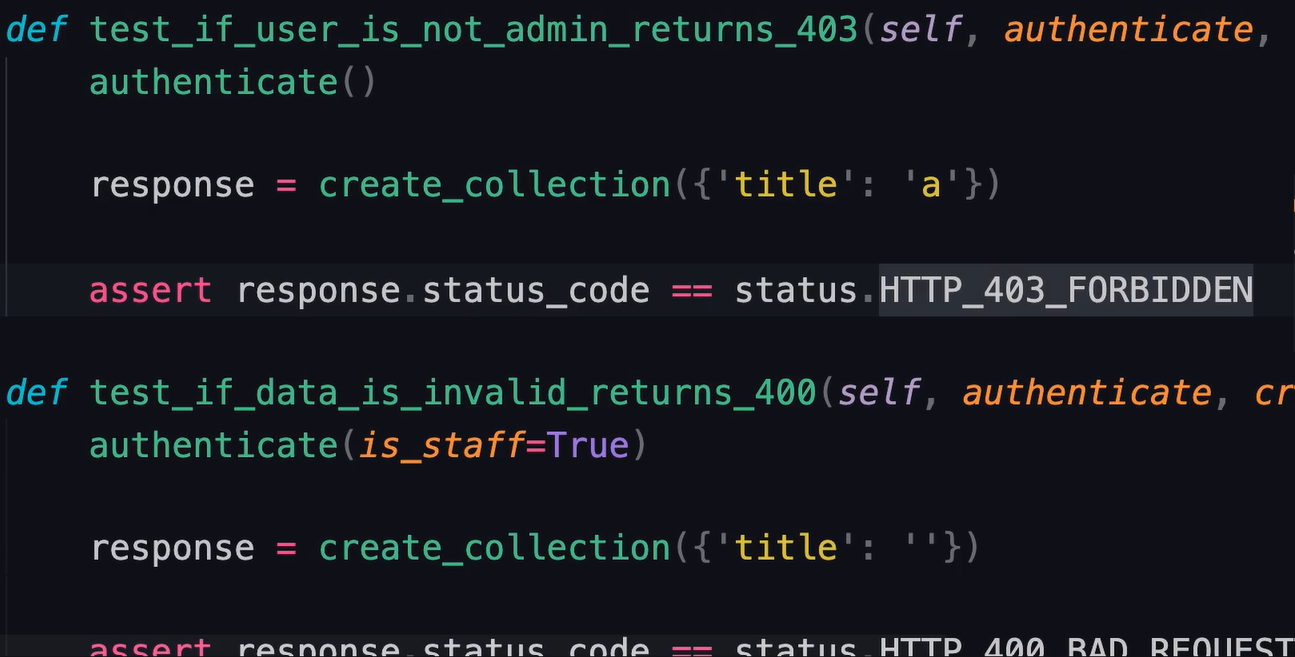 def test_if_user_is_not_admin_returns_403(self, authenticate,
authenticate()
response = create_collection({'title': 'a'})
assert response.status_code == status.HTTP_403_FORBIDDEN
def test_if_data_is_invalid_returns_400(self, authenticate, cr
authenticate(is_staff=True)
response = create_collection({'title': ''})
assert response.status_code == status.HTTP_400_BAD_REQUEST